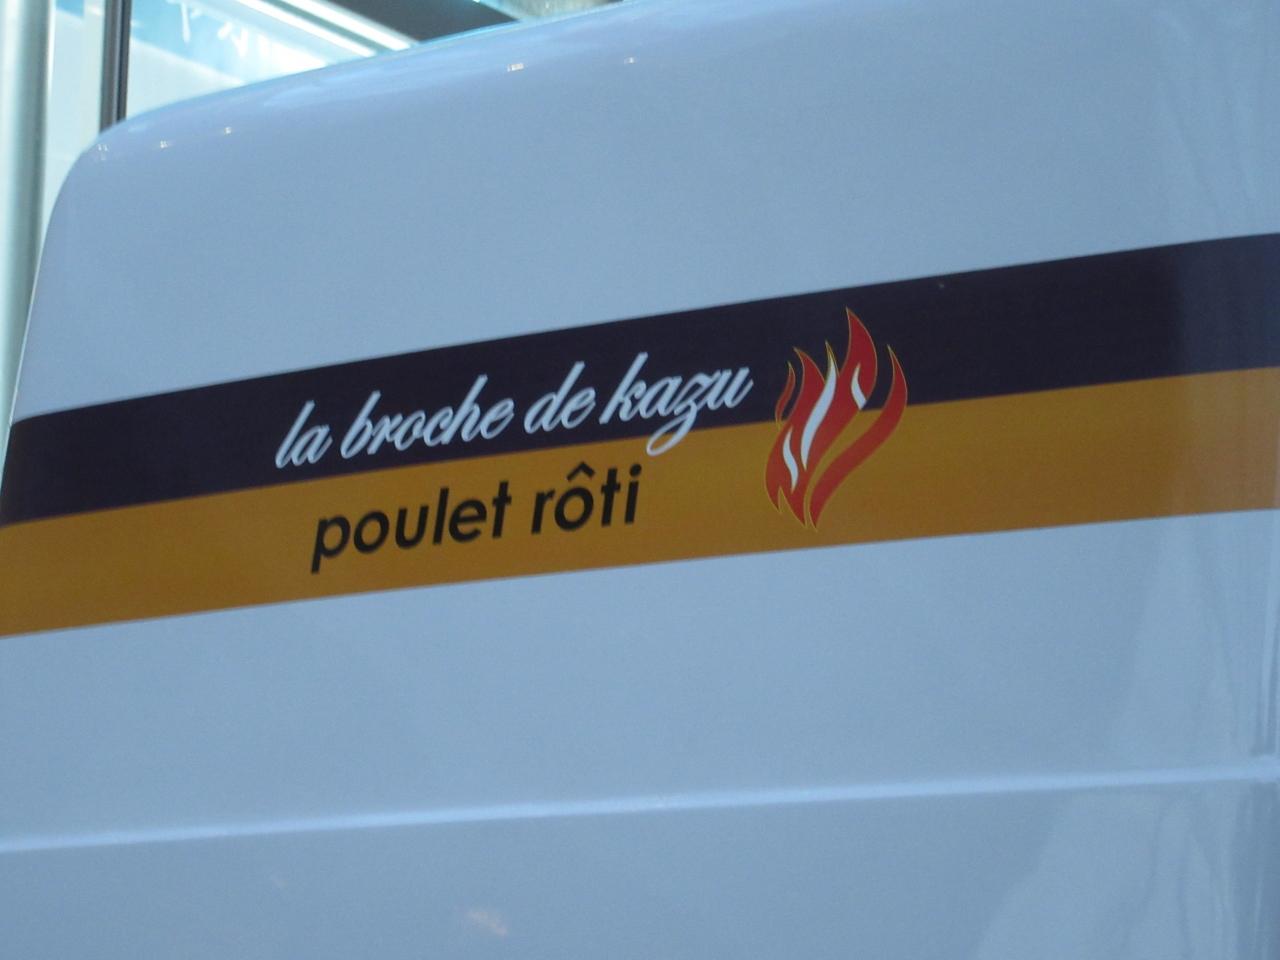 la broche de kazu
poulet rôti